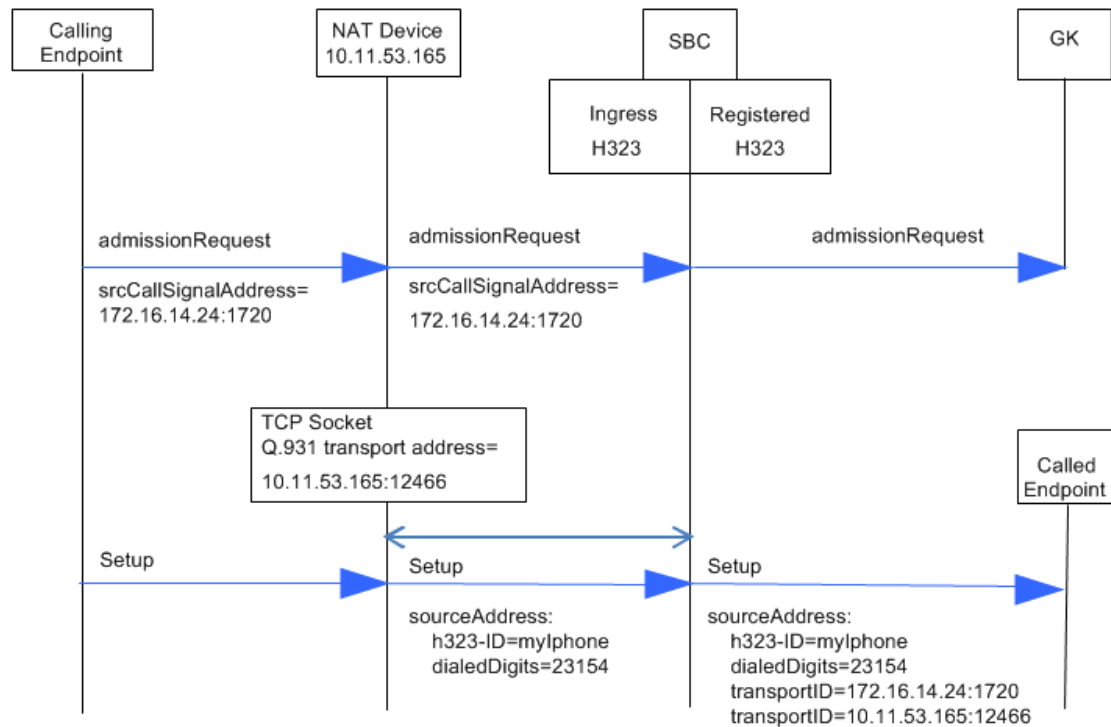 Calling
Endpoint
NAT Device
10.11.53.165
SBC
GK
Ingress
H323
Registered
H323
admissionRequest
admissionRequest
admissionRequest
srcCallSignalAddress=
172.16.14.24:1720
srcCallSignalAddress=
172.16.14.24:1720
TCP Socket
Q.931 transport address=
10.11.53.165:12466
Called
Endpoint
Setup
Setup
Setup
sourceAddress:
h323-ID=myIphone
dialedDigits=23154
sourceAddress:
h323-ID=myIphone
dialedDigits=23154
transportID=172.16.14.24:1720
transportID=10.11.53.165:12466